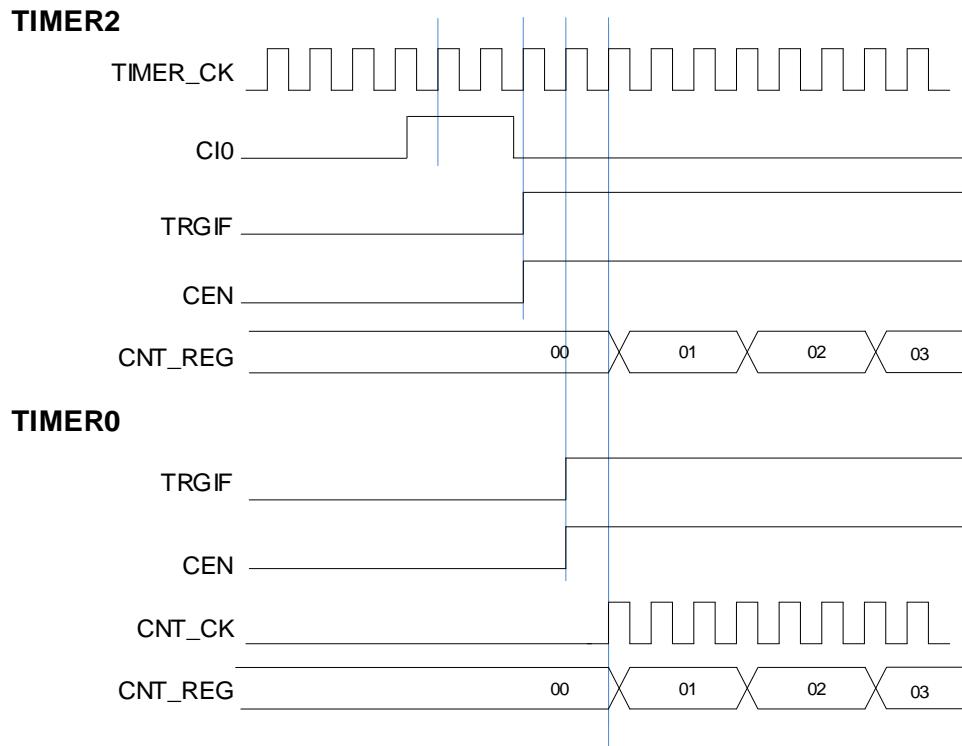 TIMER2
TIMER_CK
CI0
TRGIF
CEN
CNT_REG 00 01 02 03
TIMER0
TRGIF
CEN
CNT_CK
CNT_REG 00 01 02 03